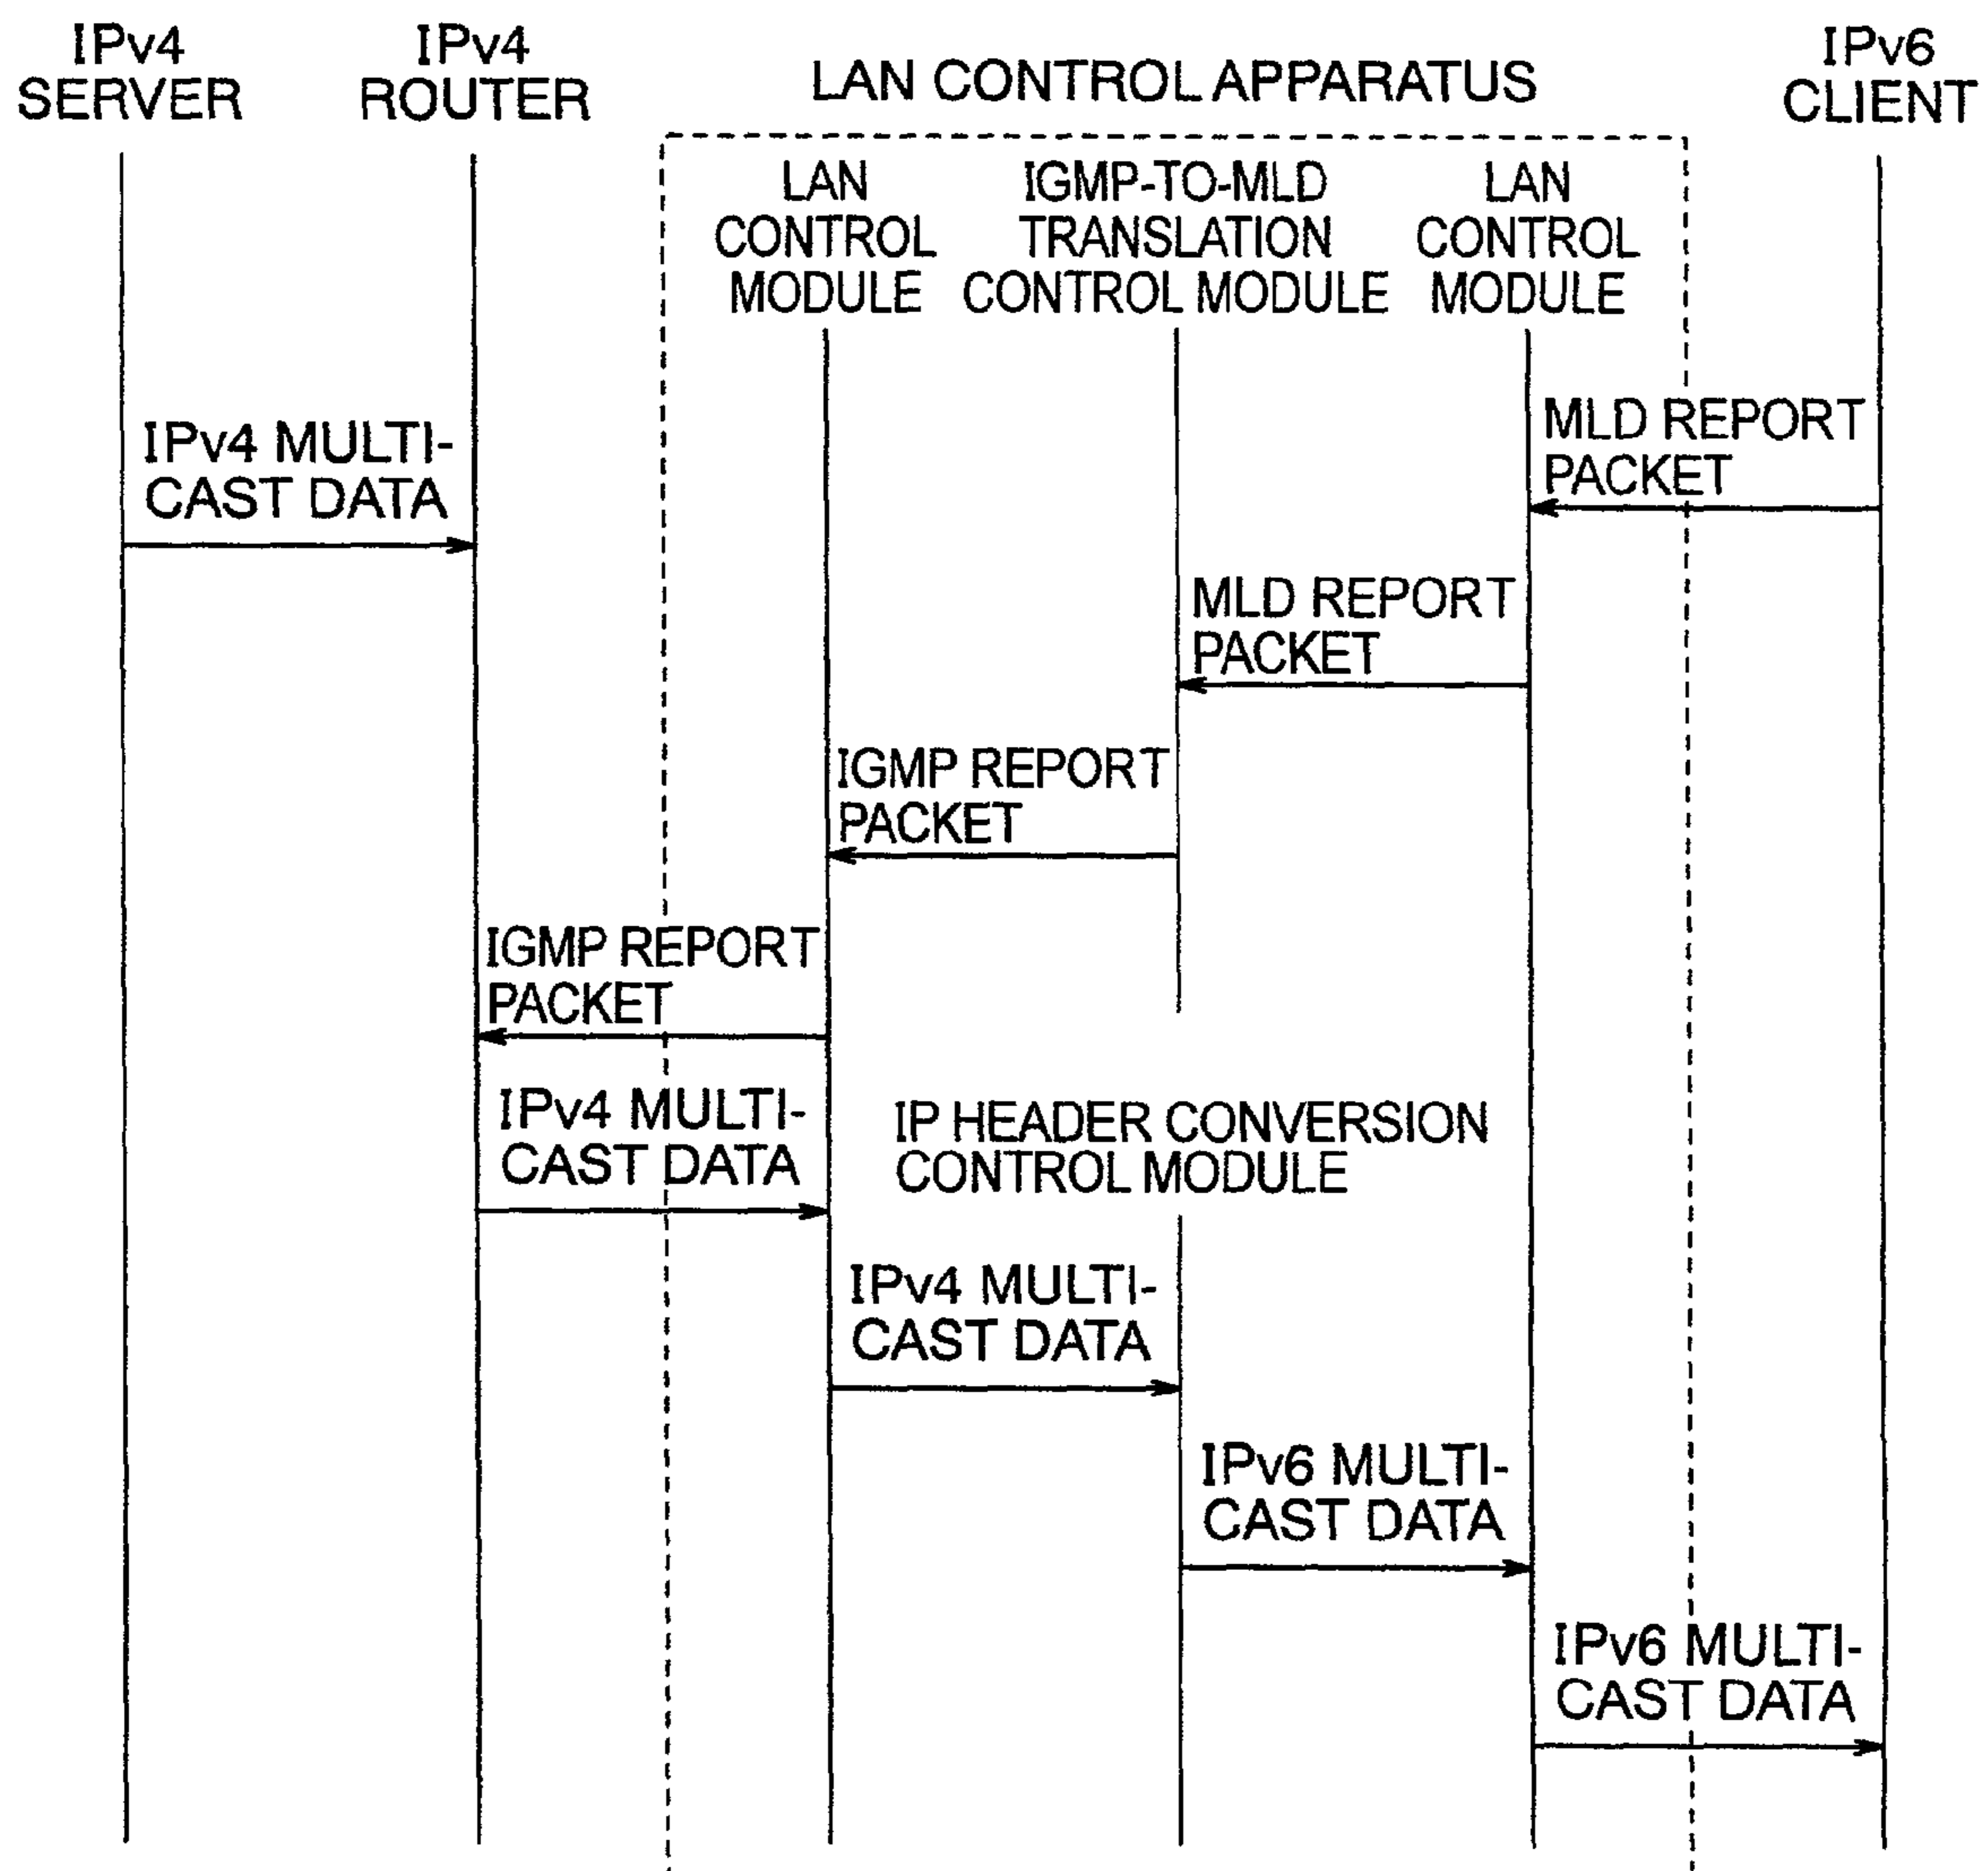 IPv4
SERVER
IPv4
ROUTER
LAN CONTROL APPARATUS
IPv6
CLIENT
LAN
CONTROL
MODULE
IGMP-TO-MLD
TRANSLATION
CONTROL MODULE
LAN
CONTROL
MODULE
MLD REPORT
PACKET
IPv4 MULTI-
CAST DATA
MLD REPORT
PACKET
IGMP REPORT
PACKET
IGMP REPORT
PACKET
IPv4 MULTI-
CAST DATA
IP HEADER CONVERSION
CONTROL MODULE
IPv4 MULTI-
CAST DATA
IPv6 MULTI-
CAST DATA
IPv6 MULTI-
CAST DATA